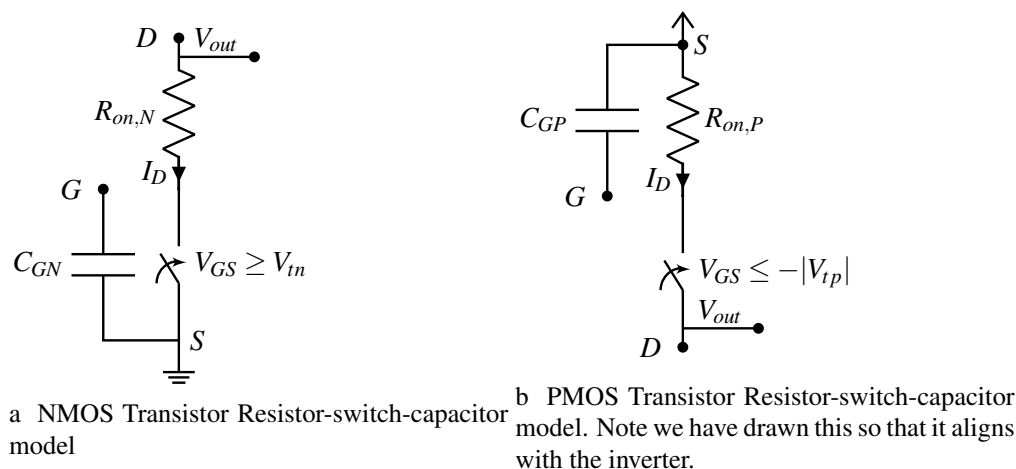 D
V_out
R_on,N
I_D
G
C_GN
V_GS ≥ V_tn
S
a NMOS Transistor Resistor-switch-capacitor
model
S
C_GP
R_on,P
I_D
G
V_GS ≤ −|V_tp|
V_out
D
b PMOS Transistor Resistor-switch-capacitor
model. Note we have drawn this so that it aligns
with the inverter.